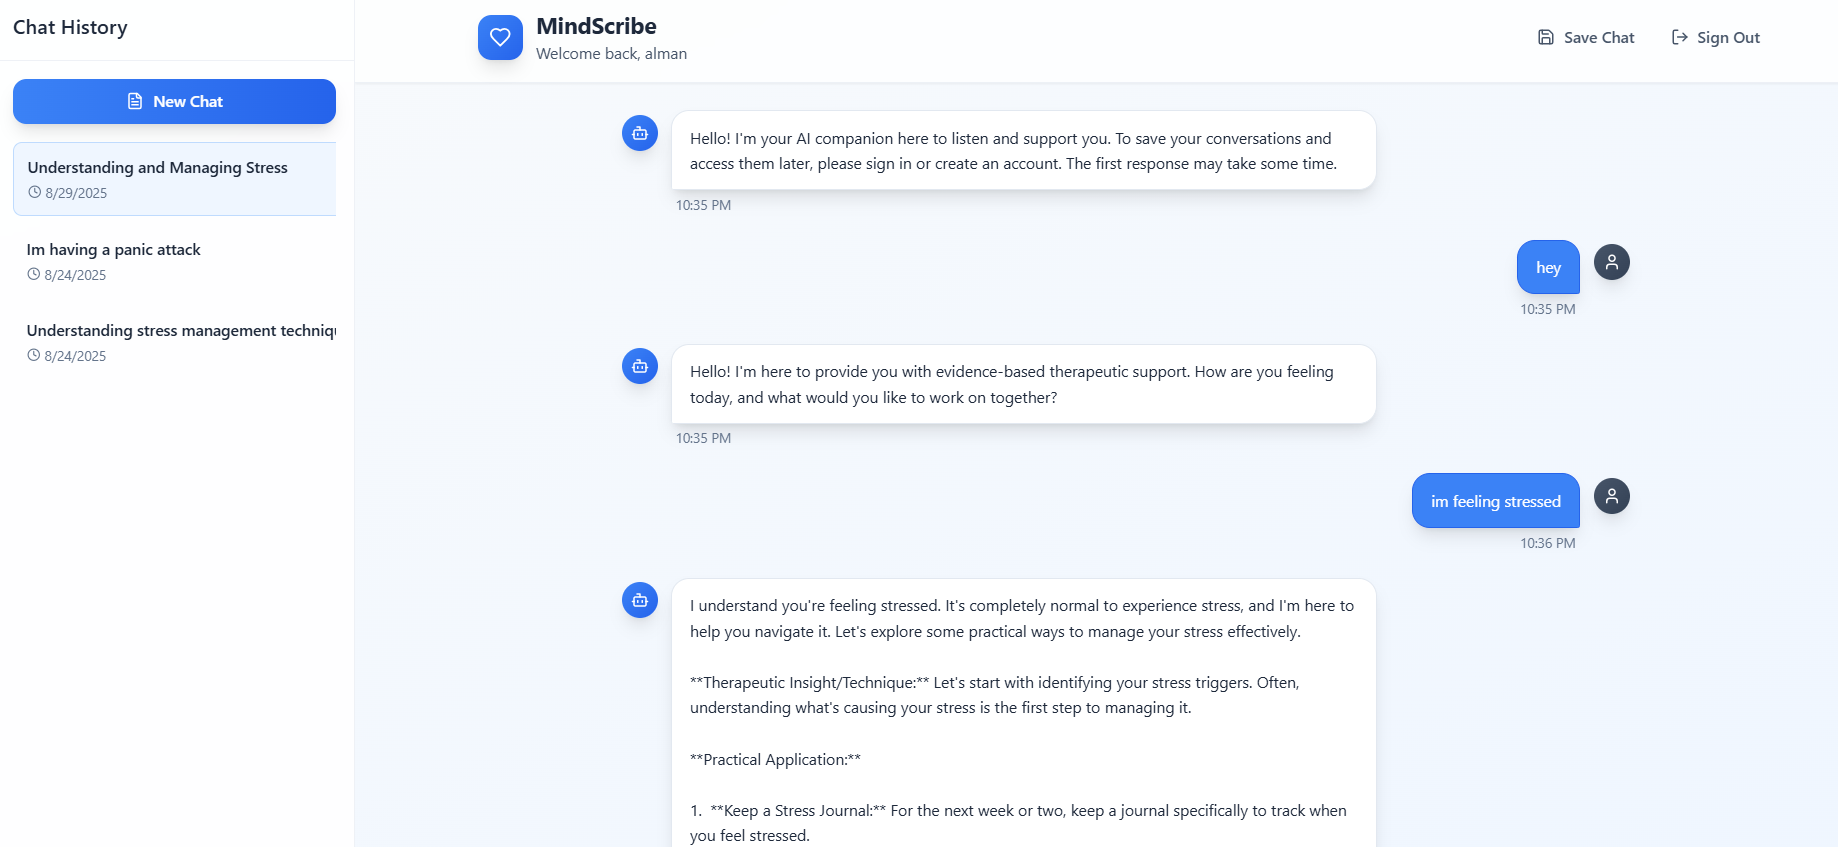 Chat History
New Chat
Understanding and Managing Stress
8/29/2025
Im having a panic attack
8/24/2025
Understanding stress management techniqu
8/24/2025
MindScribe
Welcome back, alman
Save Chat
Sign Out
Hello! I'm your AI companion here to listen and support you. To save your conversations and
access them later, please sign in or create an account. The first response may take some time.
10:35 PM
hey
10:35 PM
Hello! I'm here to provide you with evidence-based therapeutic support. How are you feeling
today, and what would you like to work on together?
10:35 PM
im feeling stressed
10:36 PM
I understand you're feeling stressed. It's completely normal to experience stress, and I'm here to
help you navigate it. Let's explore some practical ways to manage your stress effectively.
**Therapeutic Insight/Technique:** Let's start with identifying your stress triggers. Often,
understanding what's causing your stress is the first step to managing it.
**Practical Application:**
1. **Keep a Stress Journal:** For the next week or two, keep a journal specifically to track when
you feel stressed.